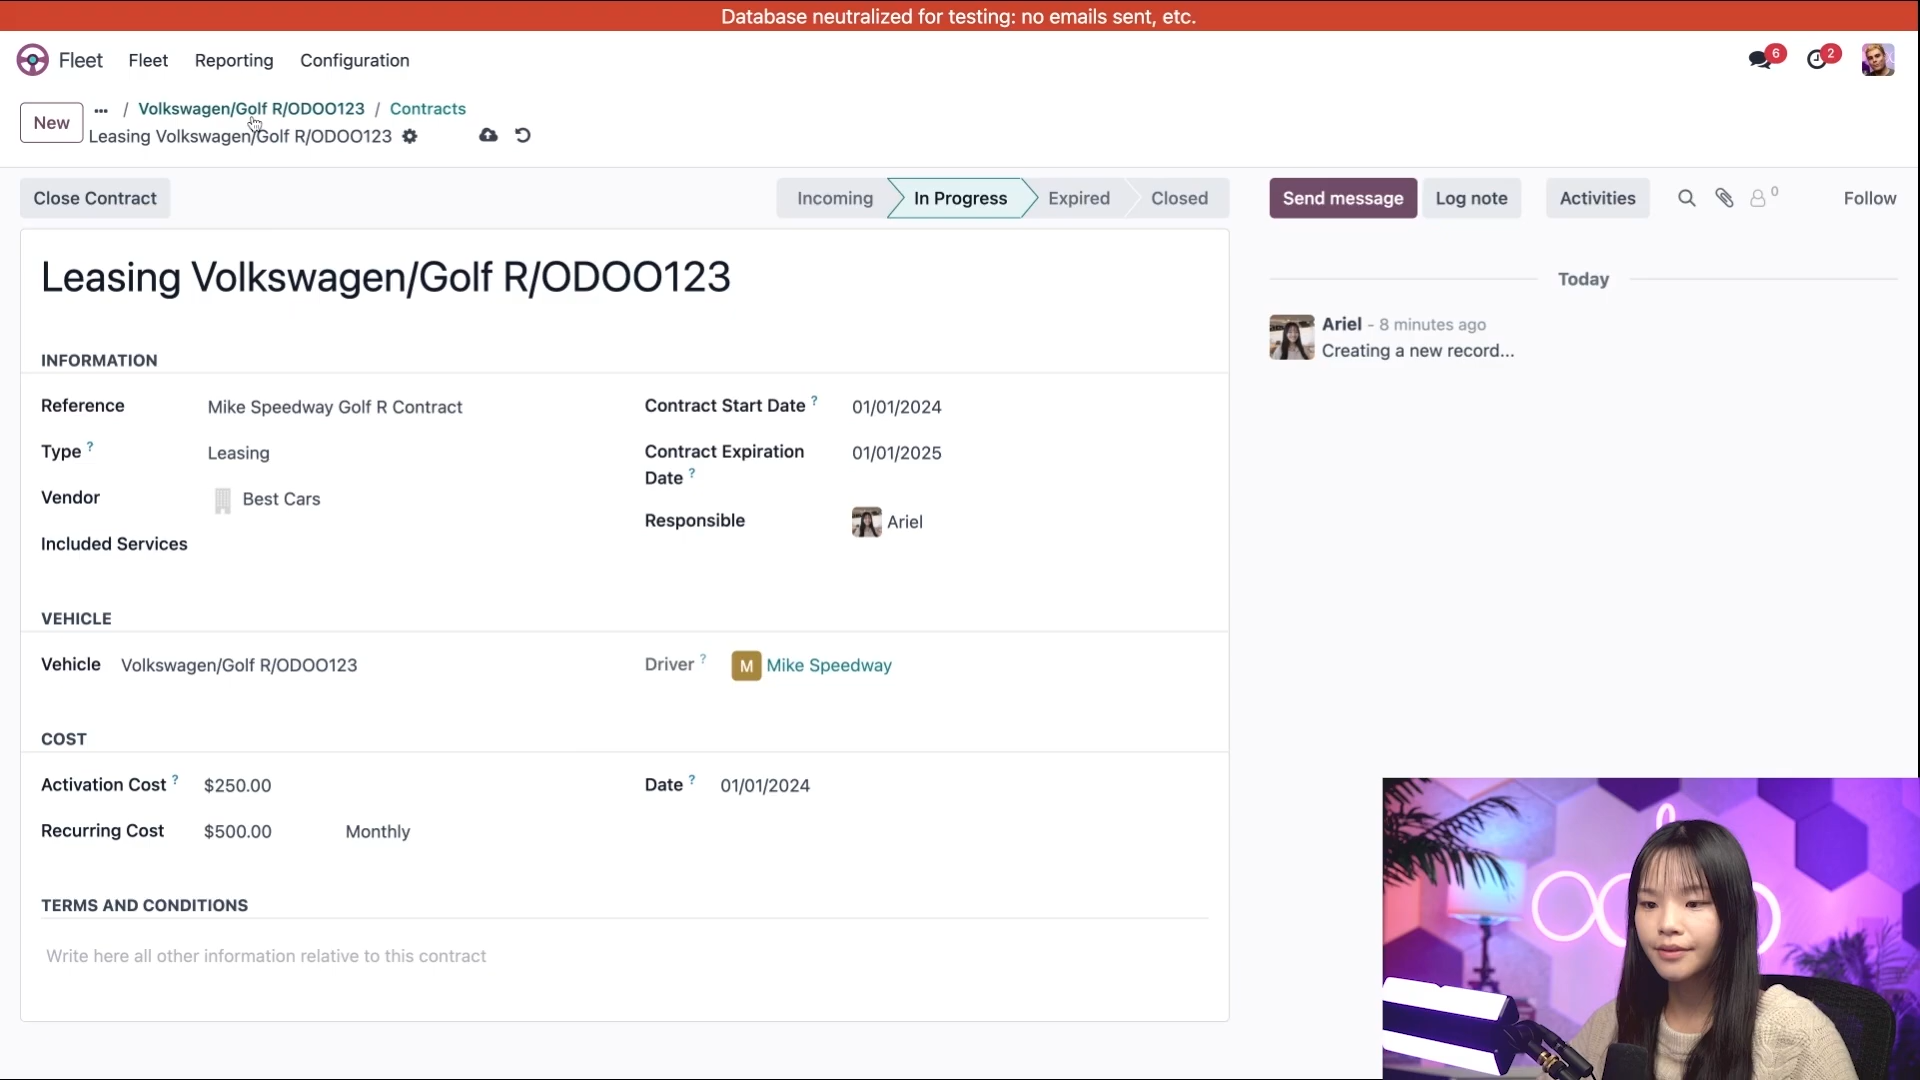 Database neutralized for testing: no emails sent, etc.
Fleet Fleet Reporting Configuration 6 2
New ... / Volkswagen/Golf R/ODOO123 / Contracts
Leasing Volkswagen/Golf R/ODOO123
Close Contract Incoming In Progress Expired Closed Send message Log note Activities 0 Follow
Leasing Volkswagen/Golf R/ODOO123
Today
Ariel - 8 minutes ago
Creating a new record...
INFORMATION
Reference Mike Speedway Golf R Contract Contract Start Date ? 01/01/2024
Type ? Leasing Contract Expiration Date ? 01/01/2025
Vendor Best Cars Responsible Ariel
Included Services
VEHICLE
Vehicle Volkswagen/Golf R/ODOO123 Driver ? M Mike Speedway
COST
Activation Cost ? $250.00 Date ? 01/01/2024
Recurring Cost $500.00 Monthly
TERMS AND CONDITIONS
Write here all other information relative to this contract